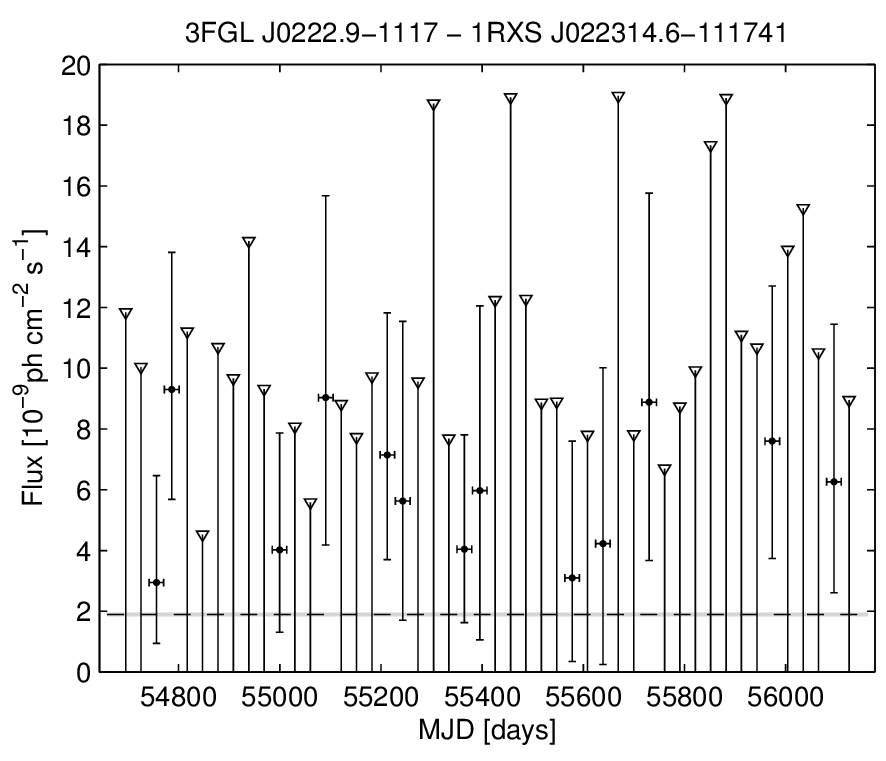 3FGL J0222.9−1117 − 1RXS J022314.6−111741
Flux [10⁻⁹ph cm⁻² s⁻¹]
20
18
16
14
12
10
8
6
4
2
0
54800 55000 55200 55400 55600 55800 56000
MJD [days]